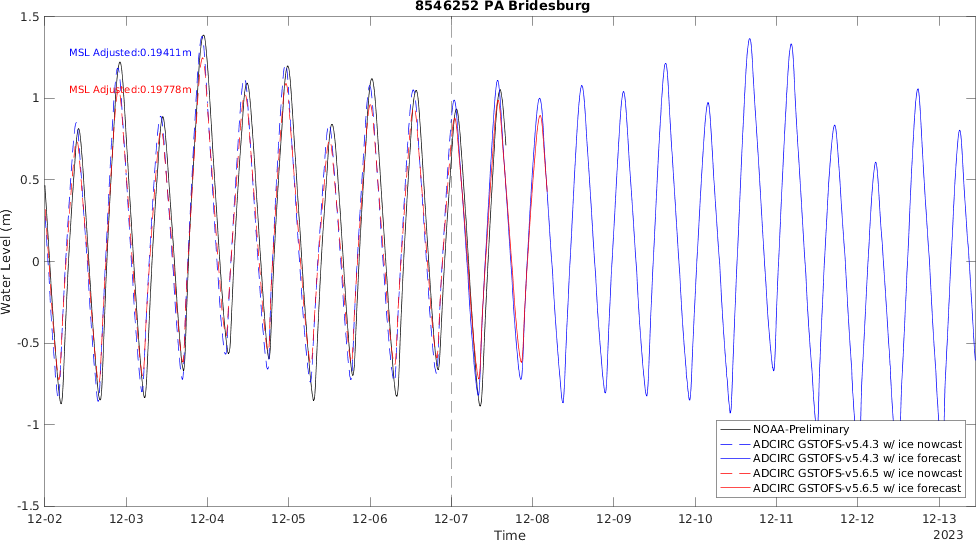 8546252 PA Bridesburg
MSL Adjusted:0.19411m
MSL Adjusted:0.19778m
Water Level (m)
1.5
1
0.5
0
-0.5
-1
-1.5
NOAA-Preliminary
ADCIRC GSTOFS-v5.4.3 w/ ice nowcast
ADCIRC GSTOFS-v5.4.3 w/ ice forecast
ADCIRC GSTOFS-v5.6.5 w/ ice nowcast
ADCIRC GSTOFS-v5.6.5 w/ ice forecast
12-02 12-03 12-04 12-05 12-06 12-07 12-08 12-09 12-10 12-11 12-12 12-13
Time
2023